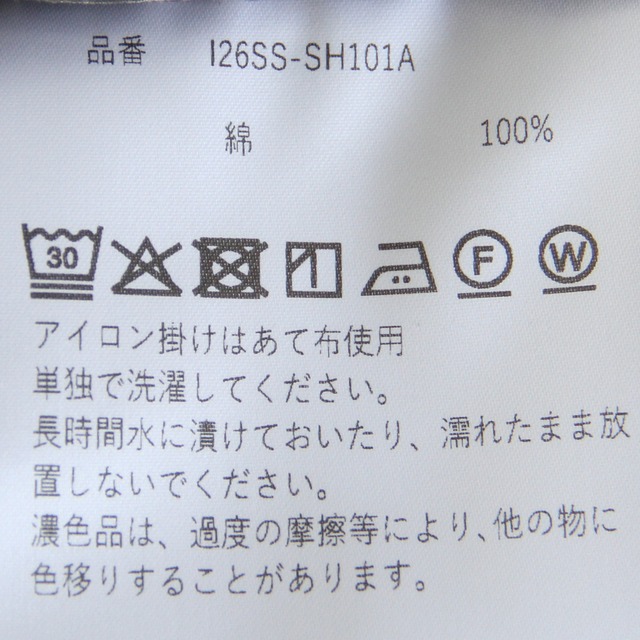 品番 I26SS-SH101A
綿 100%
30 F W
アイロン掛けはあて布使用
単独で洗濯してください。
長時間水に漬けておいたり、濡れたまま放
置しないでください。
濃色品は、過度の摩擦等により、他の物に
色移りすることがあります。